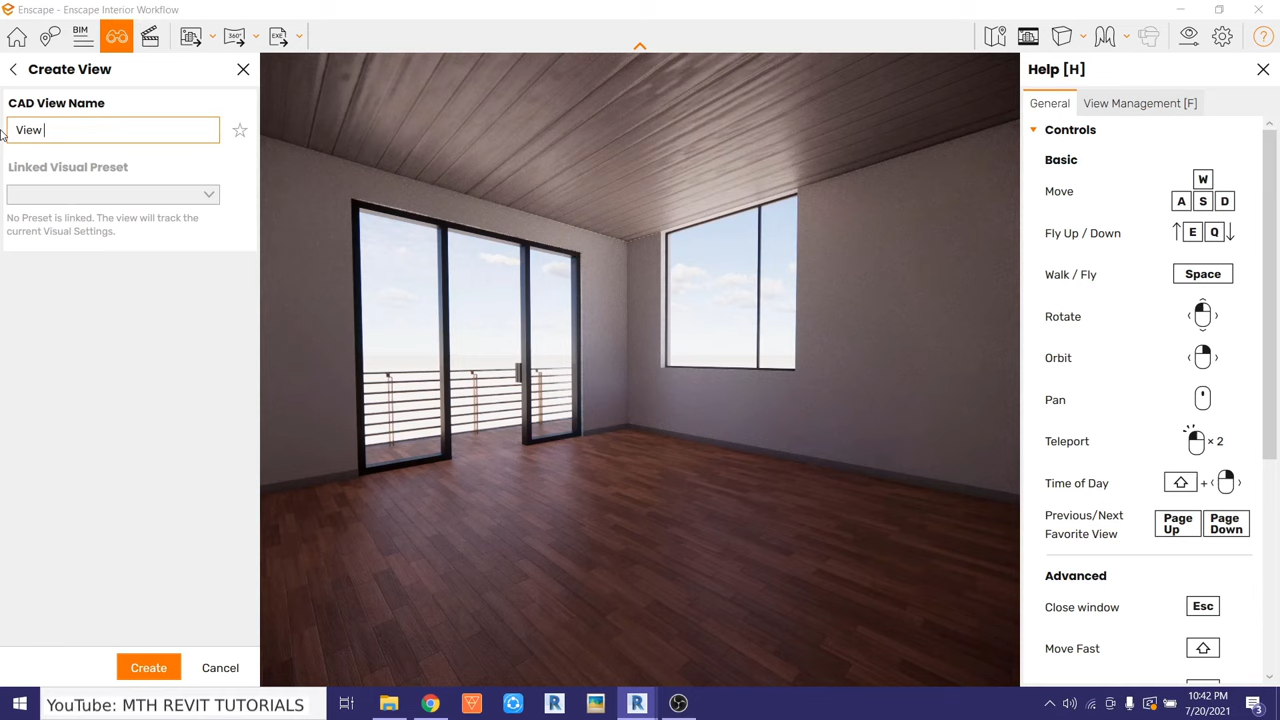 Enscape - Enscape Interior Workflow
BIM
360°
EXE
Create View
CAD View Name
View
Linked Visual Preset
No Preset is linked. The view will track the
current Visual Settings.
Create
Cancel
Help [H]
General
View Management [F]
Controls
Basic
Move
W
A
S
D
Fly Up / Down
E
Q
Walk / Fly
Space
Rotate
Orbit
Pan
Teleport
× 2
Time of Day
+
Previous/Next
Favorite View
Page
Up
Page
Down
Advanced
Close window
Esc
Move Fast
YouTube: MTH REVIT TUTORIALS
R
R
10:42 PM
7/20/2021
3